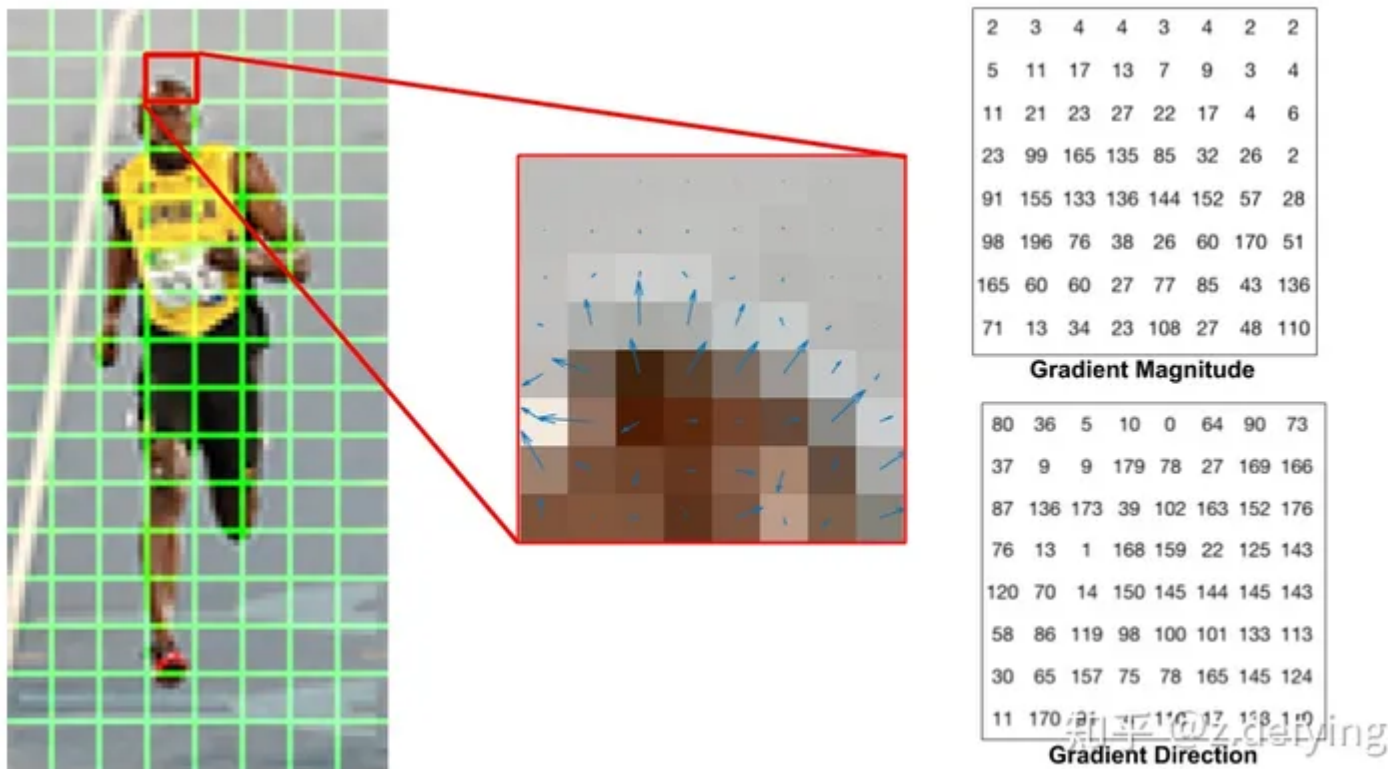 2 3 4 4 3 4 2 2
5 11 17 13 7 9 3 4
11 21 23 27 22 17 4 6
23 99 165 135 85 32 26 2
91 155 133 136 144 152 57 28
98 196 76 38 26 60 170 51
165 60 60 27 77 85 43 136
71 13 34 23 108 27 48 110
Gradient Magnitude
80 36 5 10 0 64 90 73
37 9 9 179 78 27 169 166
87 136 173 39 102 163 152 176
76 13 1 168 159 22 125 143
120 70 14 150 145 144 145 143
58 86 119 98 100 101 133 113
30 65 157 75 78 165 145 124
11 170
知乎 @z.defying
Gradient Direction